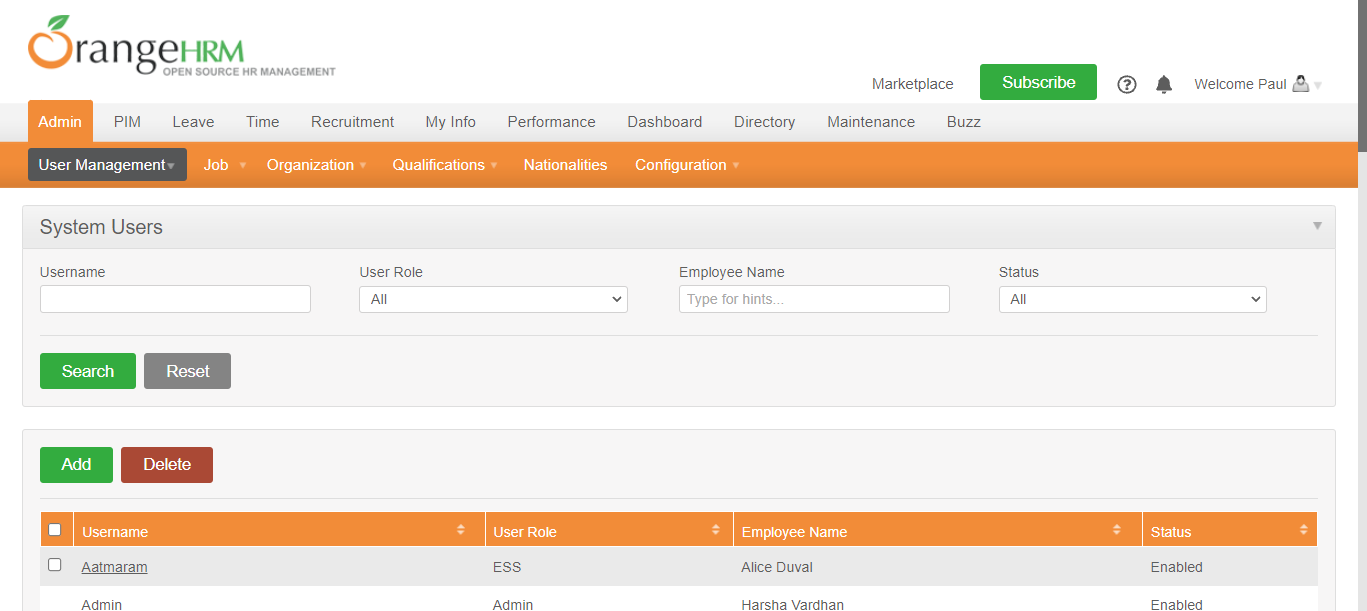 OrangeHRM
OPEN SOURCE HR MANAGEMENT
Marketplace Subscribe ? Welcome Paul
Admin PIM Leave Time Recruitment My Info Performance Dashboard Directory Maintenance Buzz
User Management Job Organization Qualifications Nationalities Configuration
System Users
Username User Role Employee Name Status
All Type for hints... All
Search Reset
Add Delete
Username User Role Employee Name Status
Aatmaram ESS Alice Duval Enabled
Admin Admin Harsha Vardhan Enabled